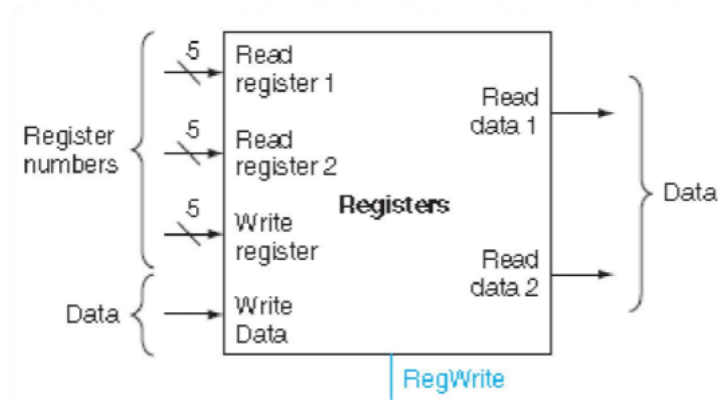 5
Read
register 1
5
Read
register 2
Register
numbers
5
Write
register
Data
Write
Data
Registers
Read
data 1
Read
data 2
Data
RegWrite